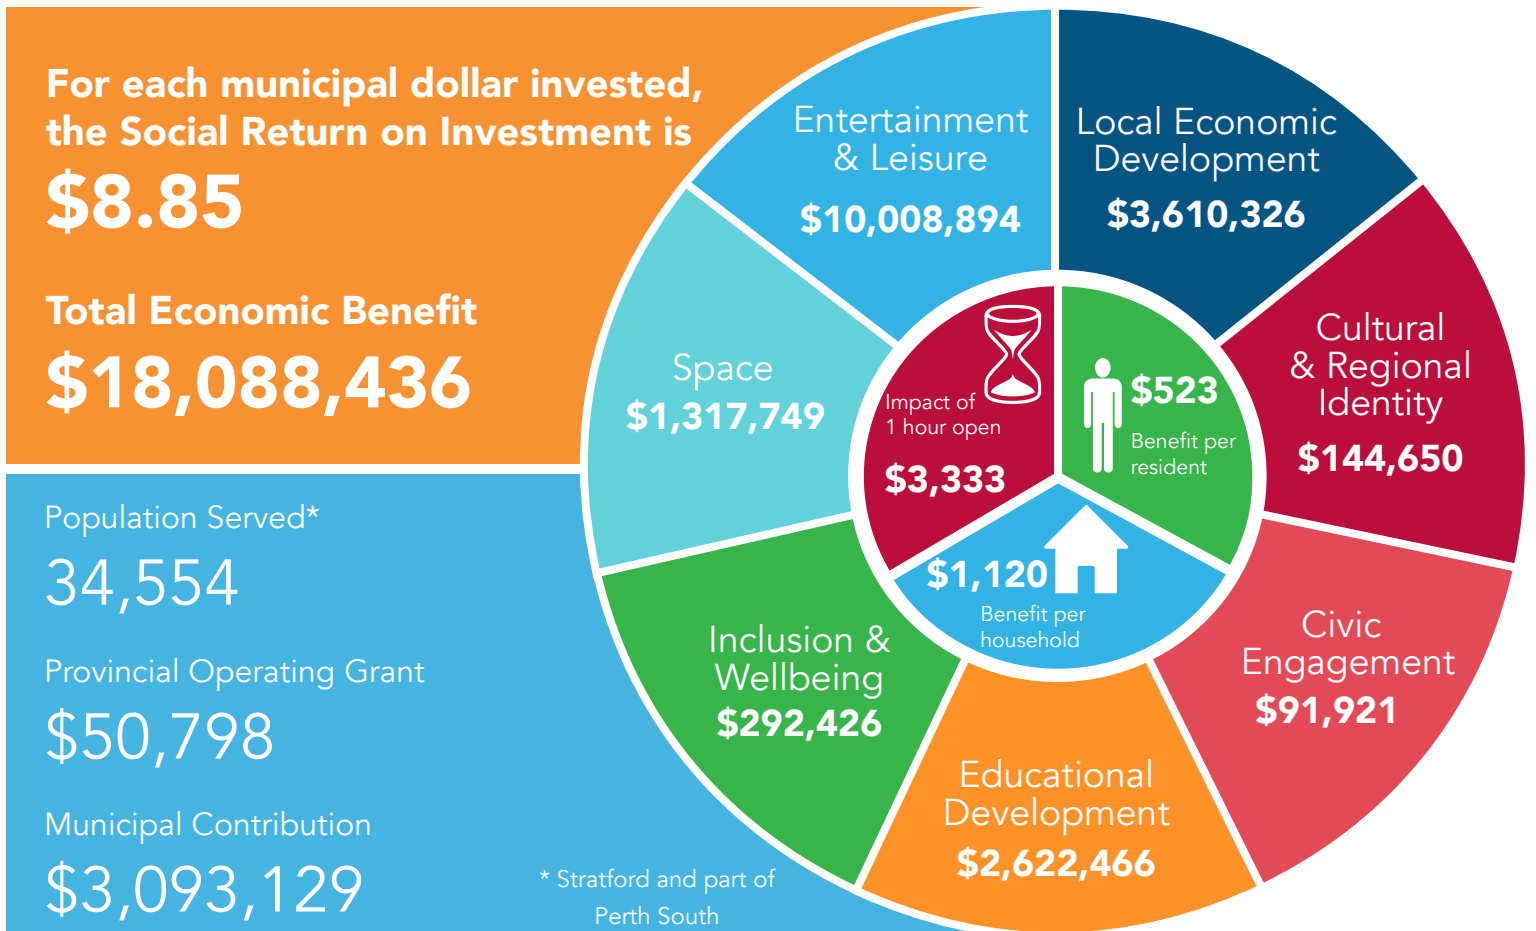 For each municipal dollar invested,
the Social Return on Investment is
$8.85
Total Economic Benefit
$18,088,436
Population Served*
34,554
Provincial Operating Grant
$50,798
Municipal Contribution
$3,093,129
* Stratford and part of
Perth South
Entertainment
& Leisure
$10,008,894
Local Economic
Development
$3,610,326
Cultural
& Regional
Identity
$144,650
Civic
Engagement
$91,921
Educational
Development
$2,622,466
Inclusion &
Wellbeing
$292,426
Space
$1,317,749
Impact of
1 hour open
$3,333
$523
Benefit per
resident
$1,120
Benefit per
household